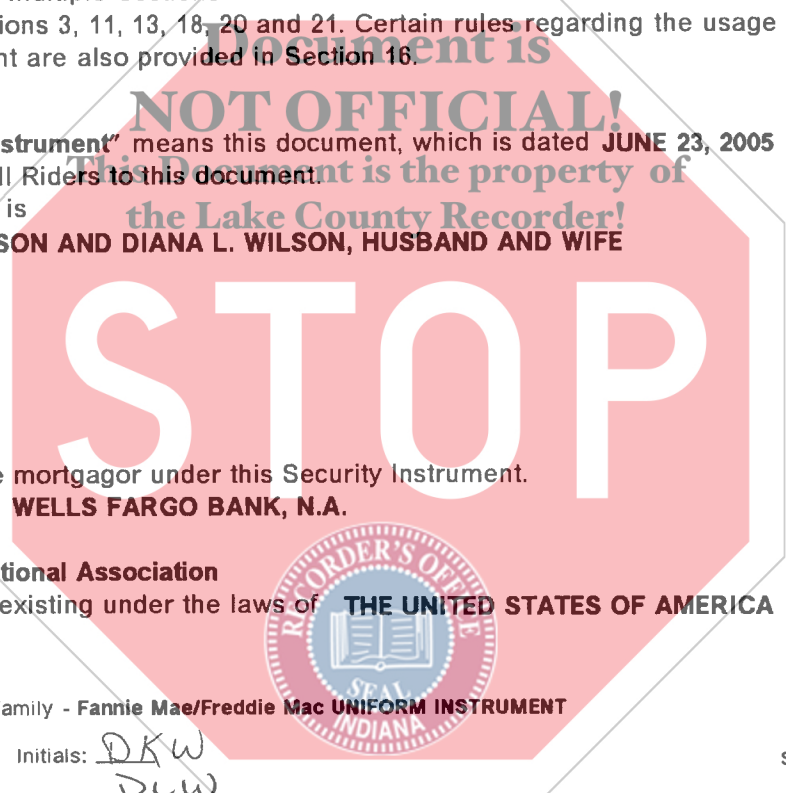 ions 3, 11, 13, 18, 20 and 21. Certain rules regarding the usage
nt are also provided in Section 16.
Document is
NOT OFFICIAL!
This Document is the property of
the Lake County Recorder!
strument" means this document, which is dated JUNE 23, 2005
ll Riders to this document.
is
SON AND DIANA L. WILSON, HUSBAND AND WIFE
STOP
e mortgagor under this Security Instrument.
WELLS FARGO BANK, N.A.
tional Association
existing under the laws of THE UNITED STATES OF AMERICA
RECORDER'S OFFICE
SEAL
INDIANA
amily - Fannie Mae/Freddie Mac UNIFORM INSTRUMENT
Initials: DKW
DLW